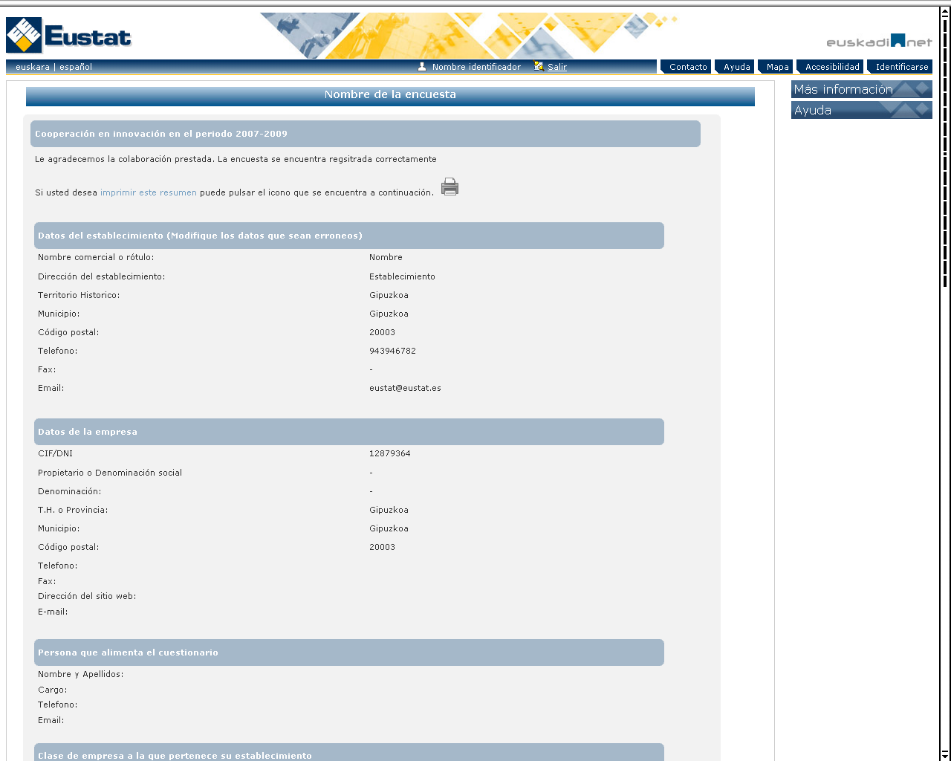 Eustat
euskadi net
euskara | español
Nombre identificador Salir
Contacto Ayuda Mapa Accesibilidad Identificarse
Nombre de la encuesta
Más información
Ayuda
Cooperación en innovación en el periodo 2007-2009
Le agradecemos la colaboración prestada. La encuesta se encuentra regsitrada correctamente
Si usted desea imprimir este resumen puede pulsar el icono que se encuentra a continuación.
Datos del establecimiento (Modifique los datos que sean erroneos)
Nombre comercial o rótulo: Nombre
Dirección del establecimiento: Establecimiento
Territorio Historico: Gipuzkoa
Municipio: Gipuzkoa
Código postal: 20003
Telefono: 943946782
Fax: -
Email: eustat@eustat.es
Datos de la empresa
CIF/DNI 12879364
Propietario o Denominación social -
Denominación: -
T.H. o Provincia: Gipuzkoa
Municipio: Gipuzkoa
Código postal: 20003
Telefono:
Fax:
Dirección del sitio web:
E-mail:
Persona que alimenta el cuestionario
Nombre y Apellidos:
Cargo:
Telefono:
Email:
Clase de empresa a la que pertenece su establecimiento